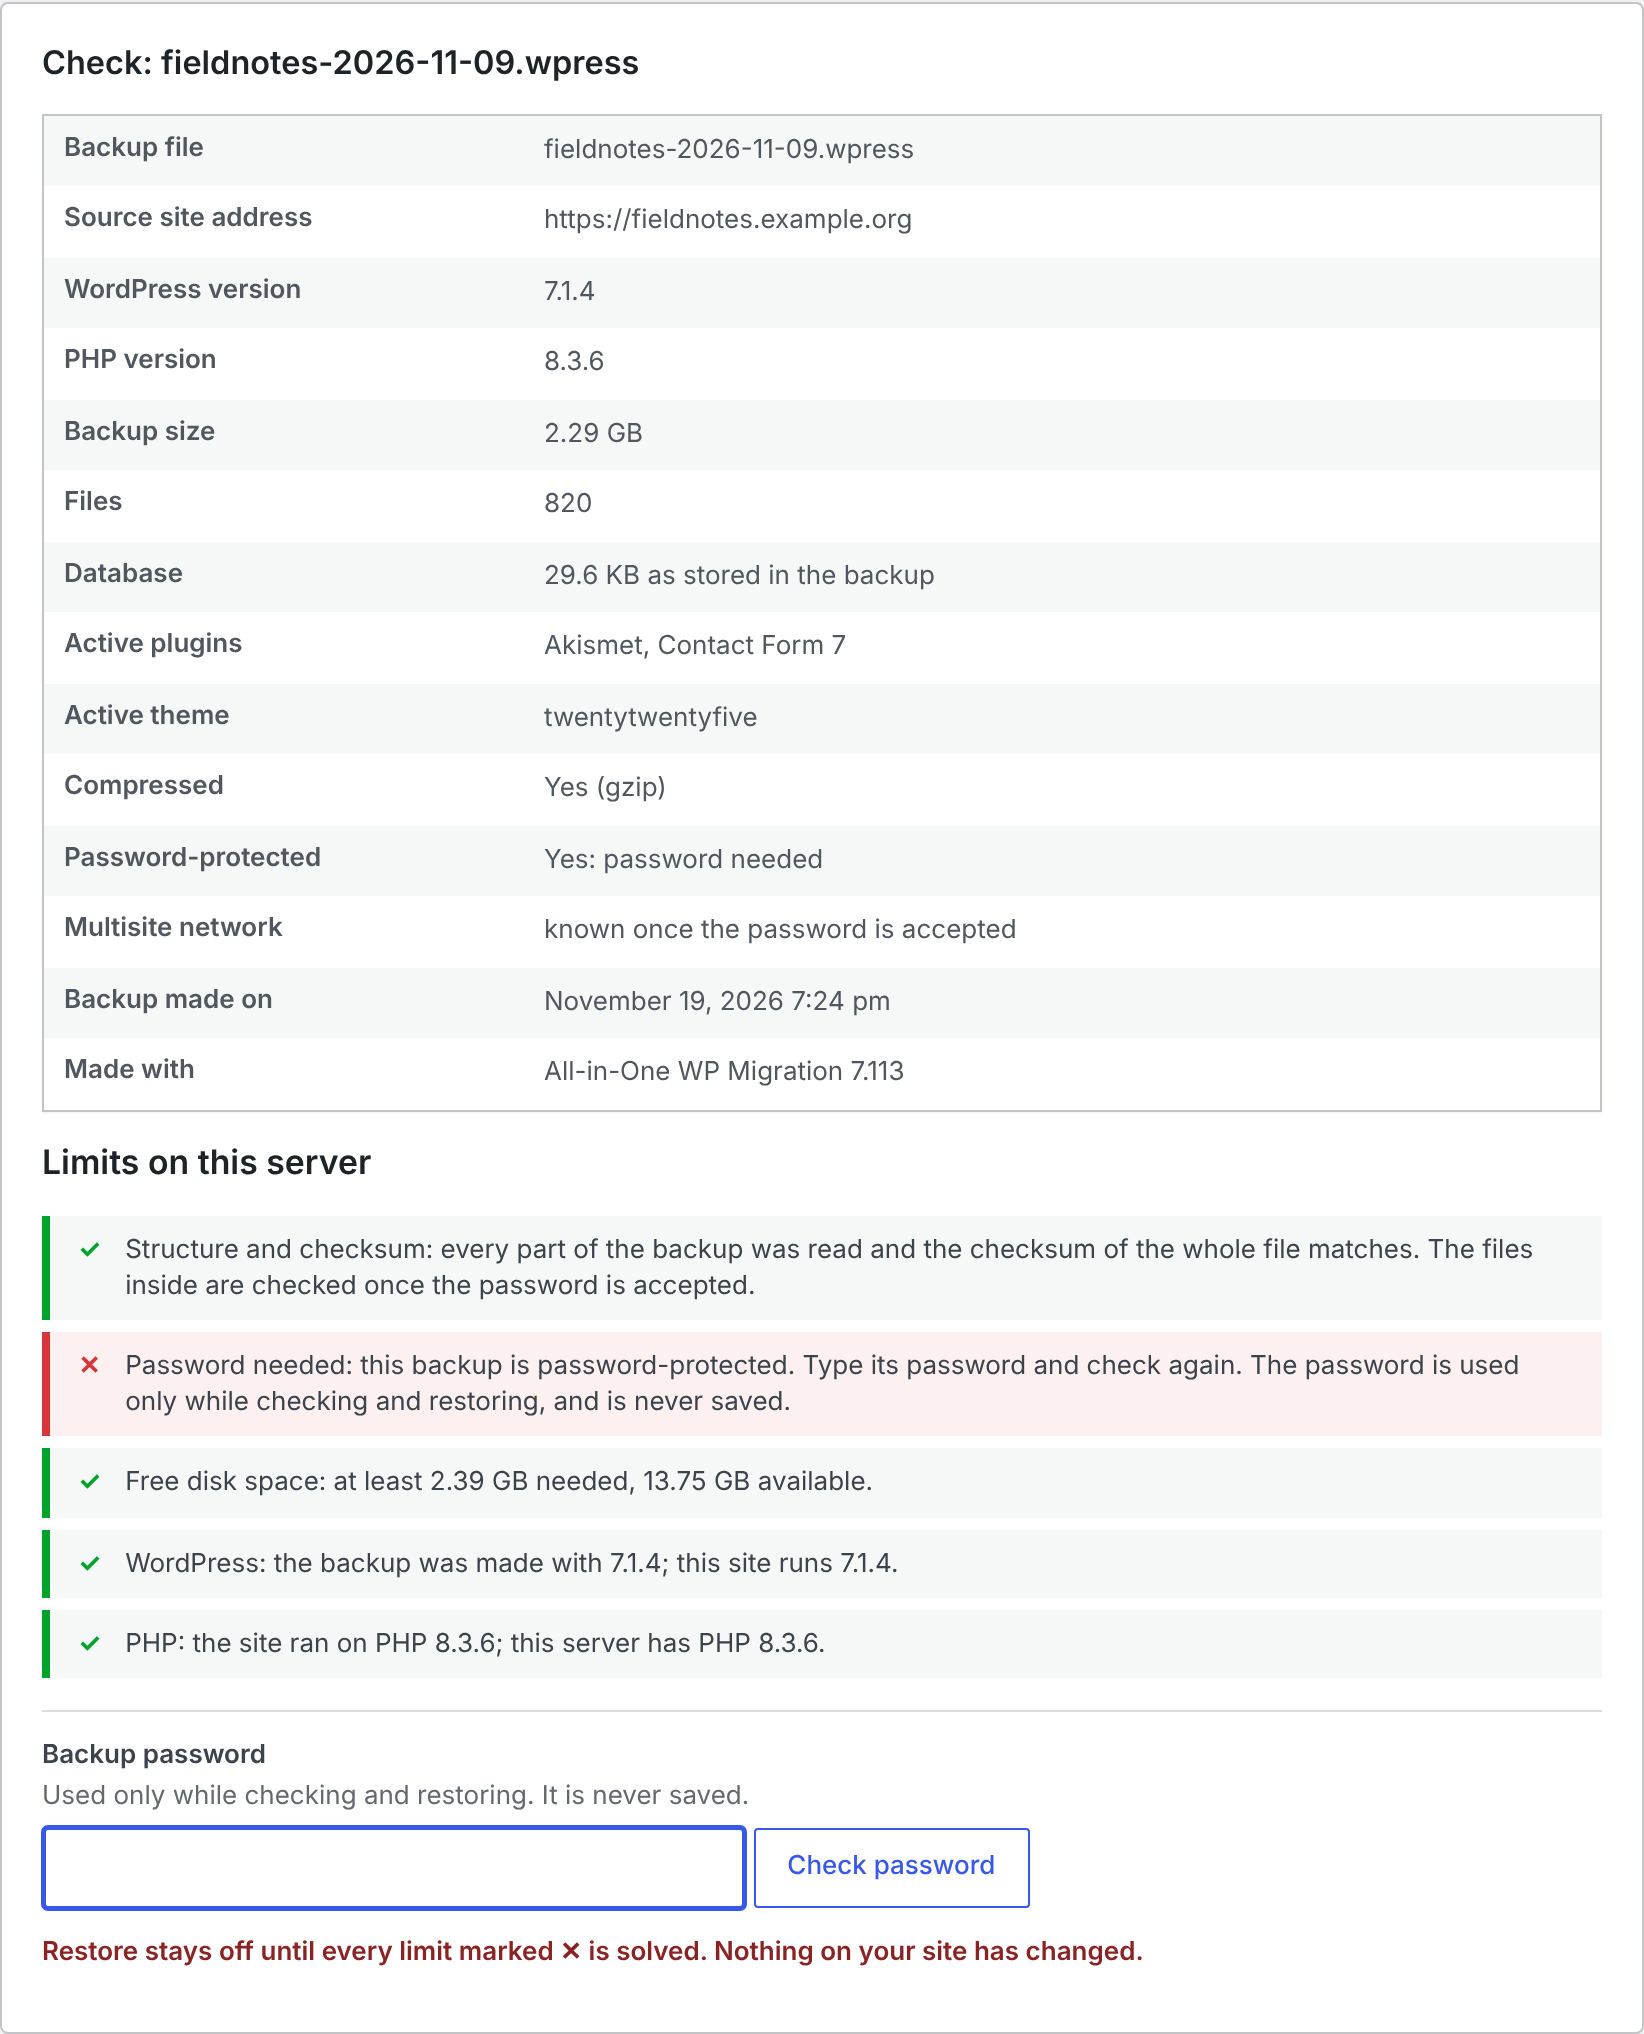 Check: fieldnotes-2026-11-09.wpress
Backup file fieldnotes-2026-11-09.wpress
Source site address https://fieldnotes.example.org
WordPress version 7.1.4
PHP version 8.3.6
Backup size 2.29 GB
Files 820
Database 29.6 KB as stored in the backup
Active plugins Akismet, Contact Form 7
Active theme twentytwentyfive
Compressed Yes (gzip)
Password-protected Yes: password needed
Multisite network known once the password is accepted
Backup made on November 19, 2026 7:24 pm
Made with All-in-One WP Migration 7.113
Limits on this server
✓ Structure and checksum: every part of the backup was read and the checksum of the whole file matches. The files
inside are checked once the password is accepted.
✕ Password needed: this backup is password-protected. Type its password and check again. The password is used
only while checking and restoring, and is never saved.
✓ Free disk space: at least 2.39 GB needed, 13.75 GB available.
✓ WordPress: the backup was made with 7.1.4; this site runs 7.1.4.
✓ PHP: the site ran on PHP 8.3.6; this server has PHP 8.3.6.
Backup password
Used only while checking and restoring. It is never saved.
Check password
Restore stays off until every limit marked ✕ is solved. Nothing on your site has changed.